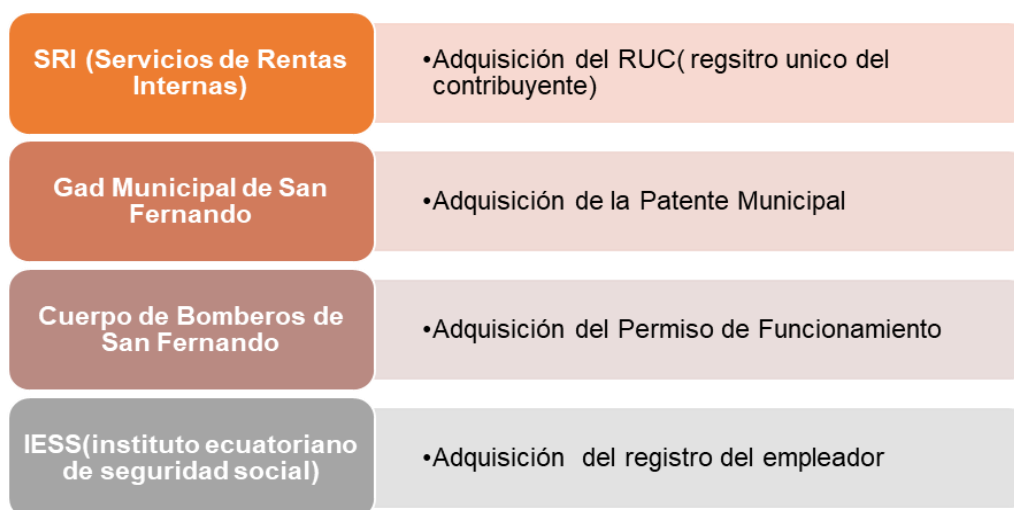 SRI (Servicios de Rentas
Internas)
•Adquisición del RUC( regsitro unico del
contribuyente)
Gad Municipal de San
Fernando
•Adquisición de la Patente Municipal
Cuerpo de Bomberos de
San Fernando
•Adquisición del Permiso de Funcionamiento
IESS(instituto ecuatoriano
de seguridad social)
•Adquisición del registro del empleador